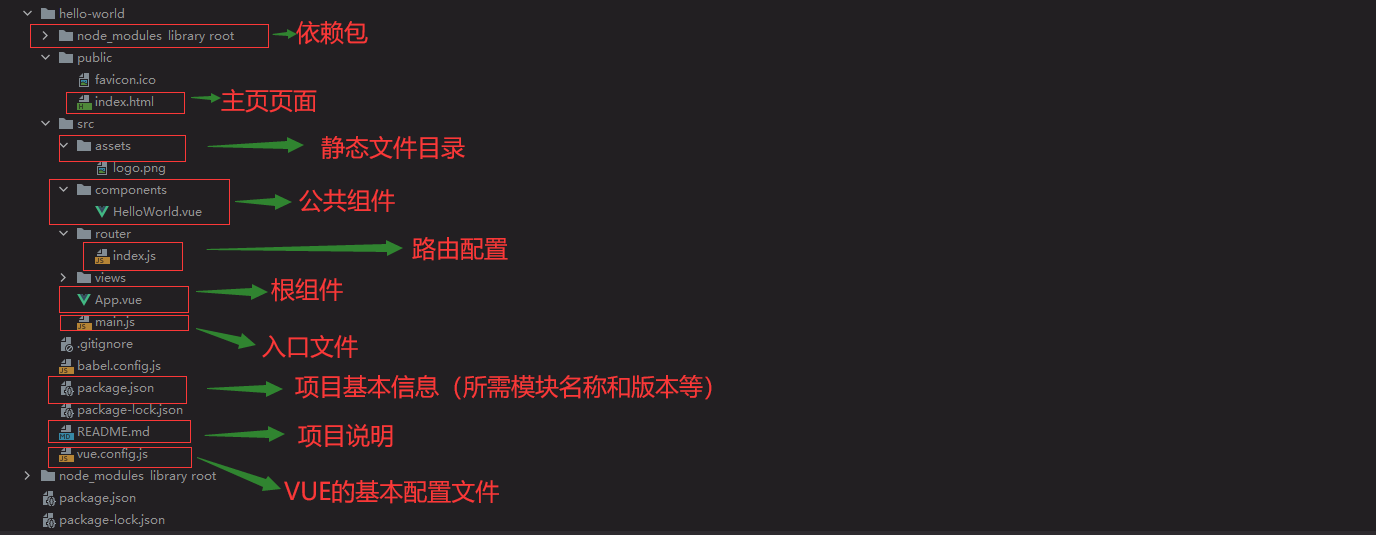 hello-world
node_modules library root 依赖包
public
favicon.ico
index.html 主页页面
src
assets 静态文件目录
logo.png
components 公共组件
HelloWorld.vue
router
index.js 路由配置
views
App.vue 根组件
main.js
.gitignore 入口文件
babel.config.js
package.json 项目基本信息（所需模块名称和版本等）
package-lock.json
README.md 项目说明
vue.config.js
node_modules library root VUE的基本配置文件
package.json
package-lock.json